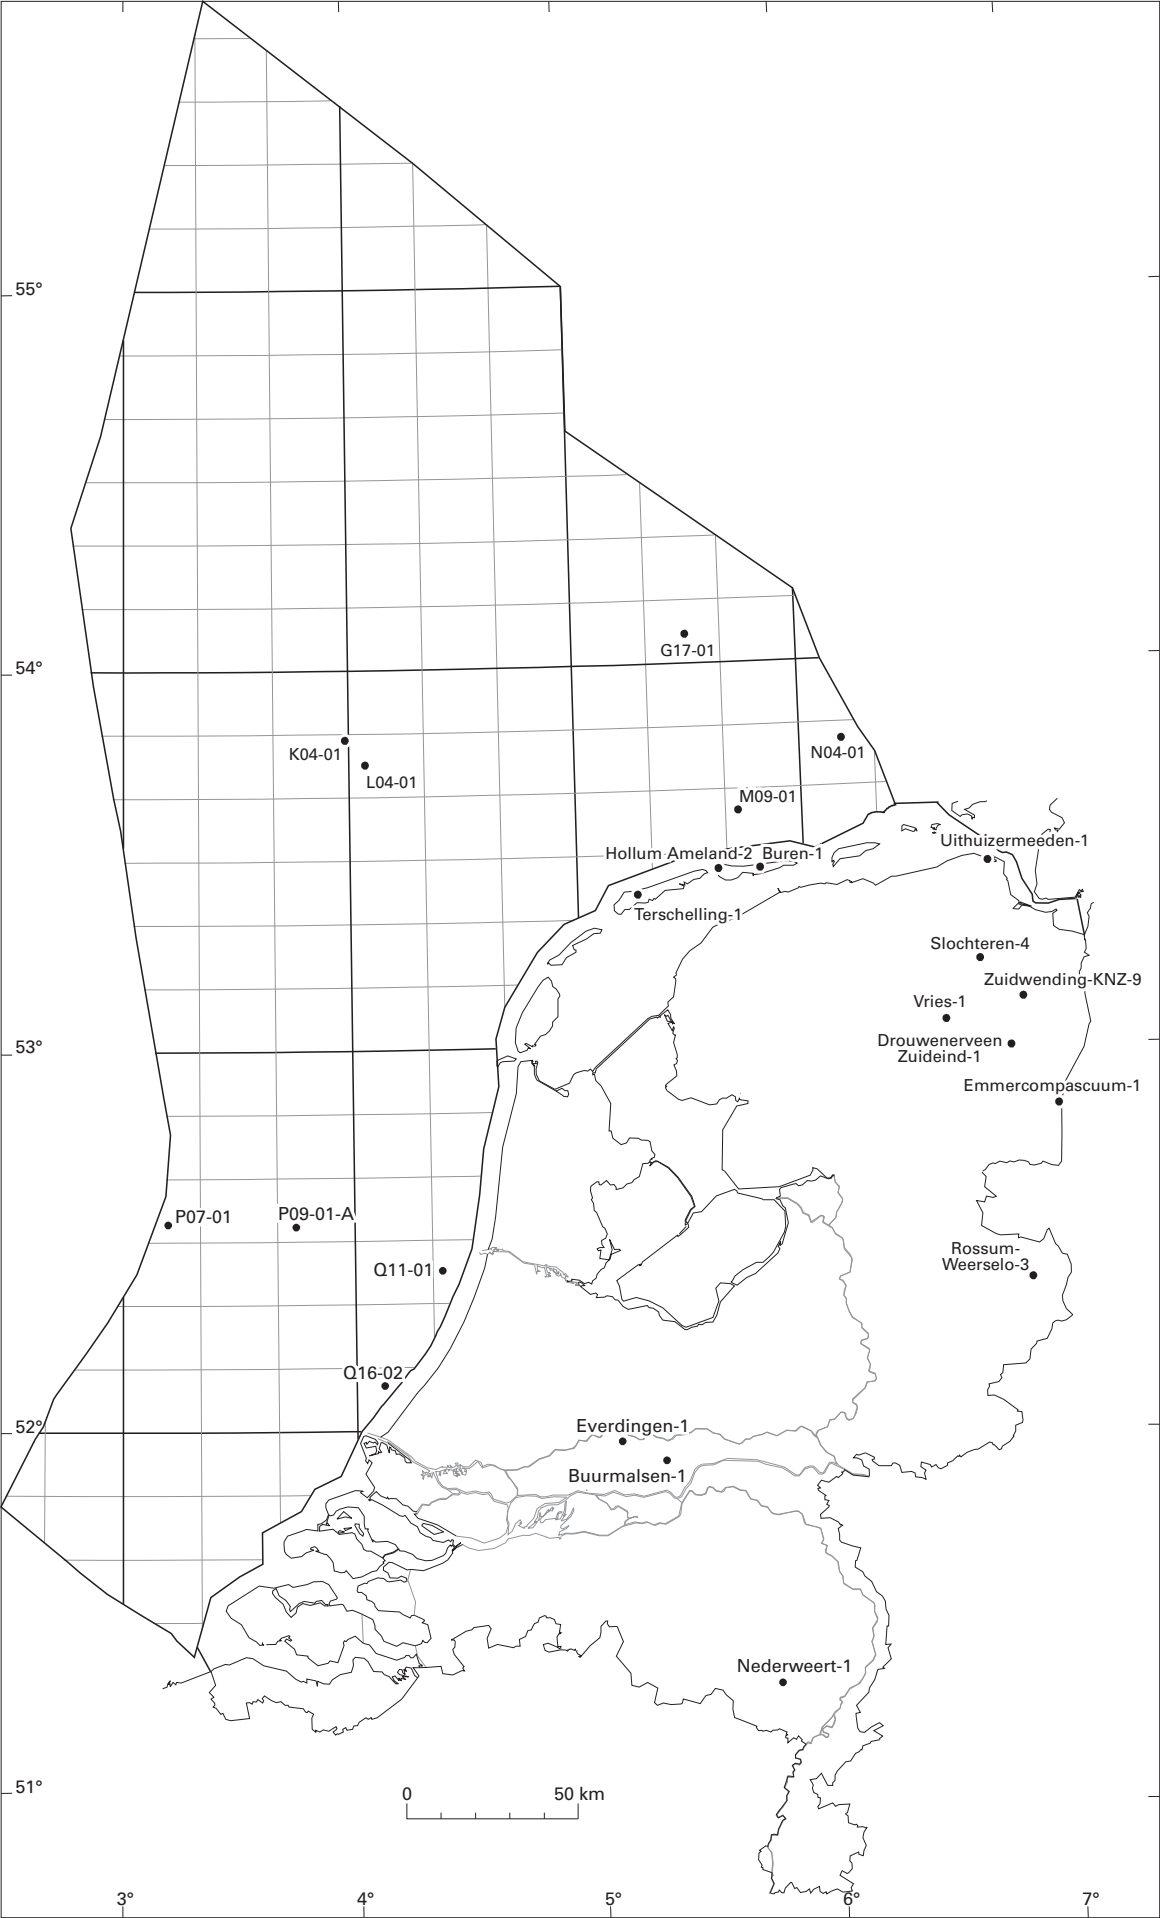 55°
G17-01
54°
N04-01
K04-01
L04-01
M09-01
Uithuizermeeden-1
Hollum Ameland-2
Buren-1
Terschelling-1
Slochteren-4
Zuidwending-KNZ-9
Vries-1
Drouwenerveen
Zuideind-1
53°
Emmercompascuum-1
P07-01
P09-01-A
Rossum-
Weerselo-3
Q11-01
Q16-02
52°
Everdingen-1
Buurmalsen-1
Nederweert-1
51°
0 50 km
3° 4° 5° 6° 7°